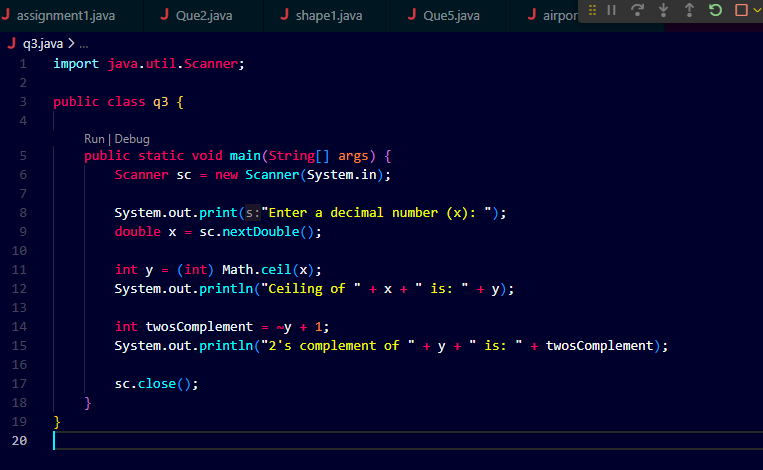 assignment1.java Que2.java shape1.java Que5.java airpor
q3.java > ...
1 import java.util.Scanner;
2
3 public class q3 {
4
Run | Debug
5 public static void main(String[] args) {
6 Scanner sc = new Scanner(System.in);
7
8 System.out.print(s:"Enter a decimal number (x): ");
9 double x = sc.nextDouble();
10
11 int y = (int) Math.ceil(x);
12 System.out.println("Ceiling of " + x + " is: " + y);
13
14 int twosComplement = ~y + 1;
15 System.out.println("2's complement of " + y + " is: " + twosComplement);
16
17 sc.close();
18 }
19 }
20